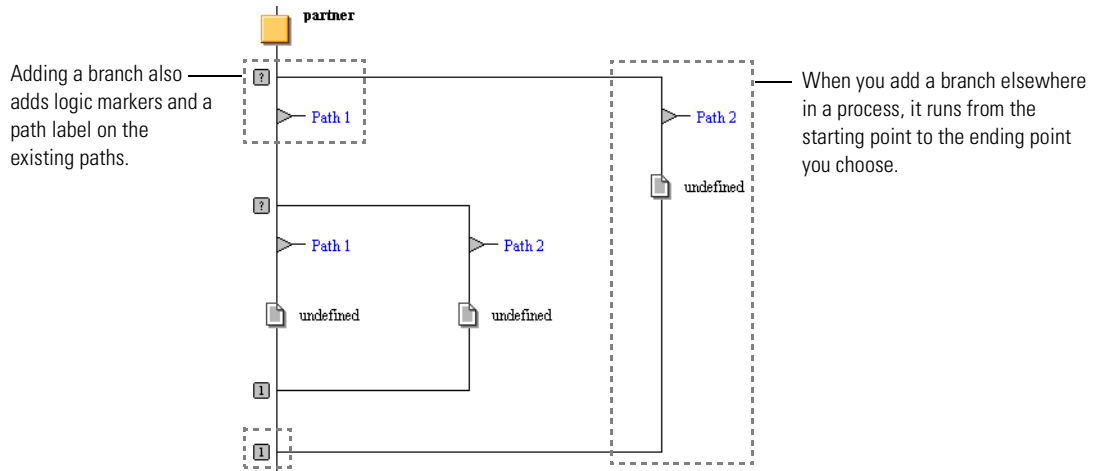 partner
Adding a branch also
adds logic markers and a
path label on the
existing paths.
?
Path 1
Path 2
When you add a branch elsewhere
in a process, it runs from the
starting point to the ending point
you choose.
undefined
?
Path 1
Path 2
undefined
undefined
1
1